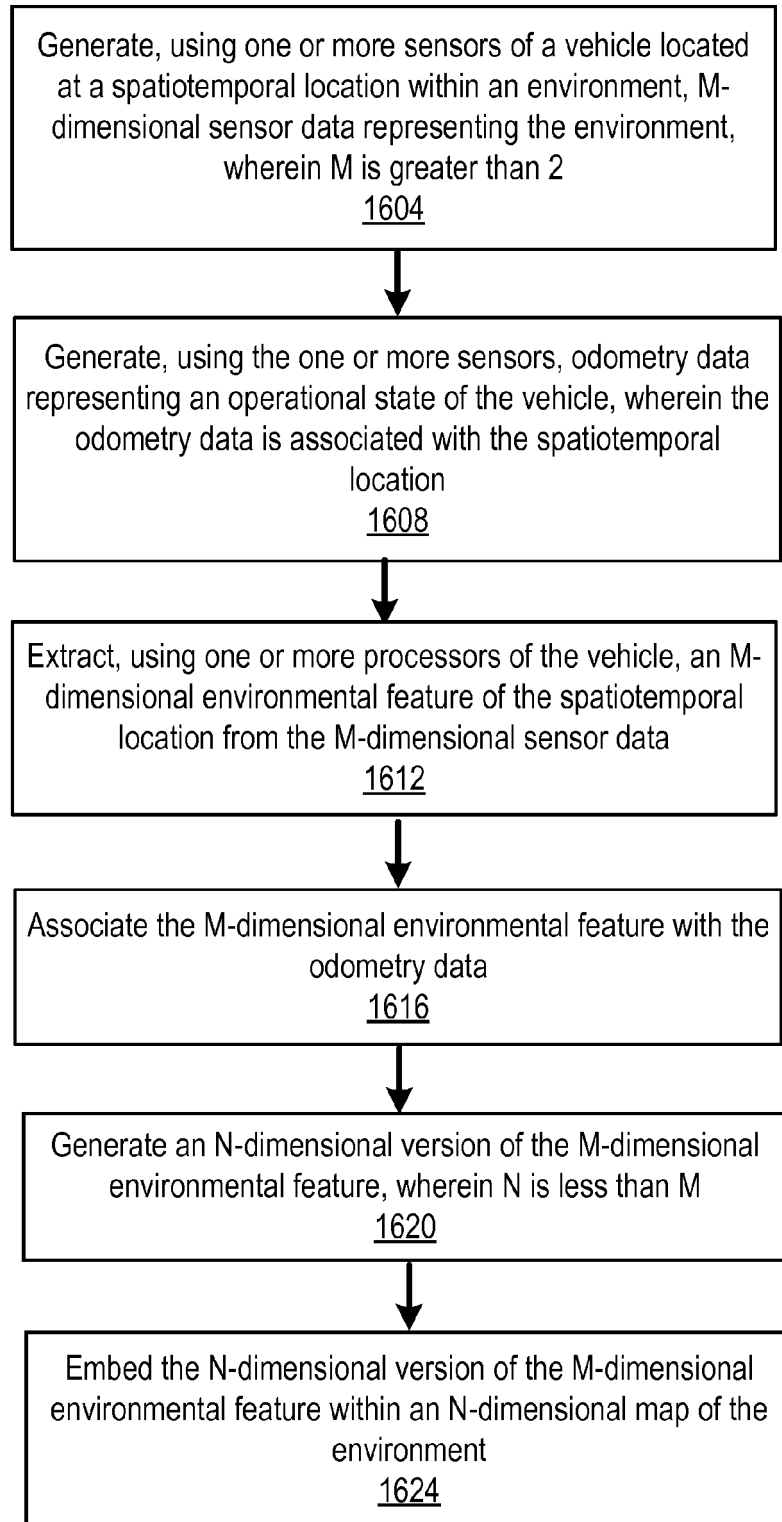 Generate, using one or more sensors of a vehicle located
at a spatiotemporal location within an environment, M-
dimensional sensor data representing the environment,
wherein M is greater than 2
1604
Generate, using the one or more sensors, odometry data
representing an operational state of the vehicle, wherein the
odometry data is associated with the spatiotemporal
location
1608
Extract, using one or more processors of the vehicle, an M-
dimensional environmental feature of the spatiotemporal
location from the M-dimensional sensor data
1612
Associate the M-dimensional environmental feature with the
odometry data
1616
Generate an N-dimensional version of the M-dimensional
environmental feature, wherein N is less than M
1620
Embed the N-dimensional version of the M-dimensional
environmental feature within an N-dimensional map of the
environment
1624